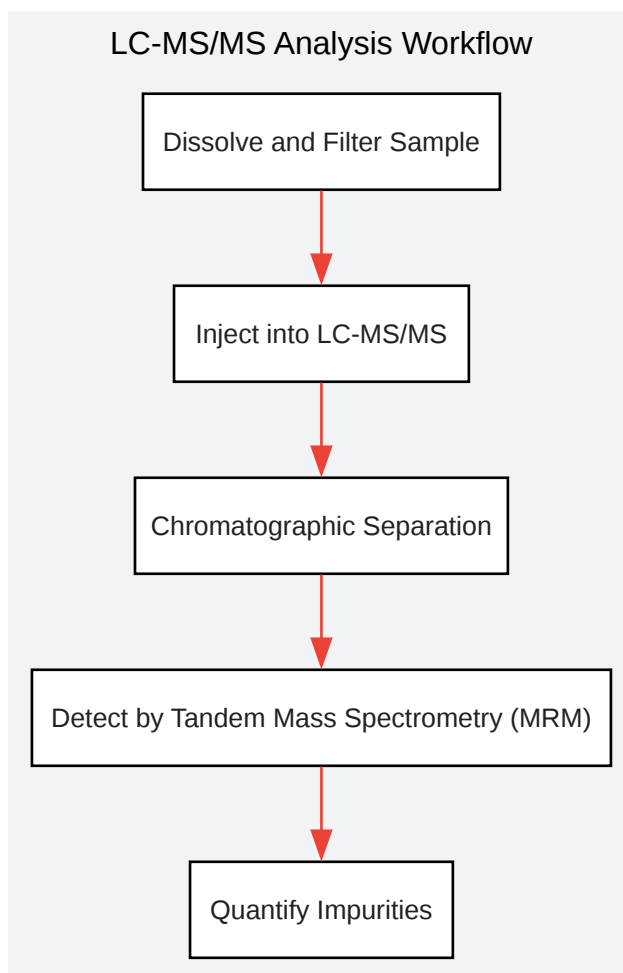 LC-MS/MS Analysis Workflow
Dissolve and Filter Sample
Inject into LC-MS/MS
Chromatographic Separation
Detect by Tandem Mass Spectrometry (MRM)
Quantify Impurities